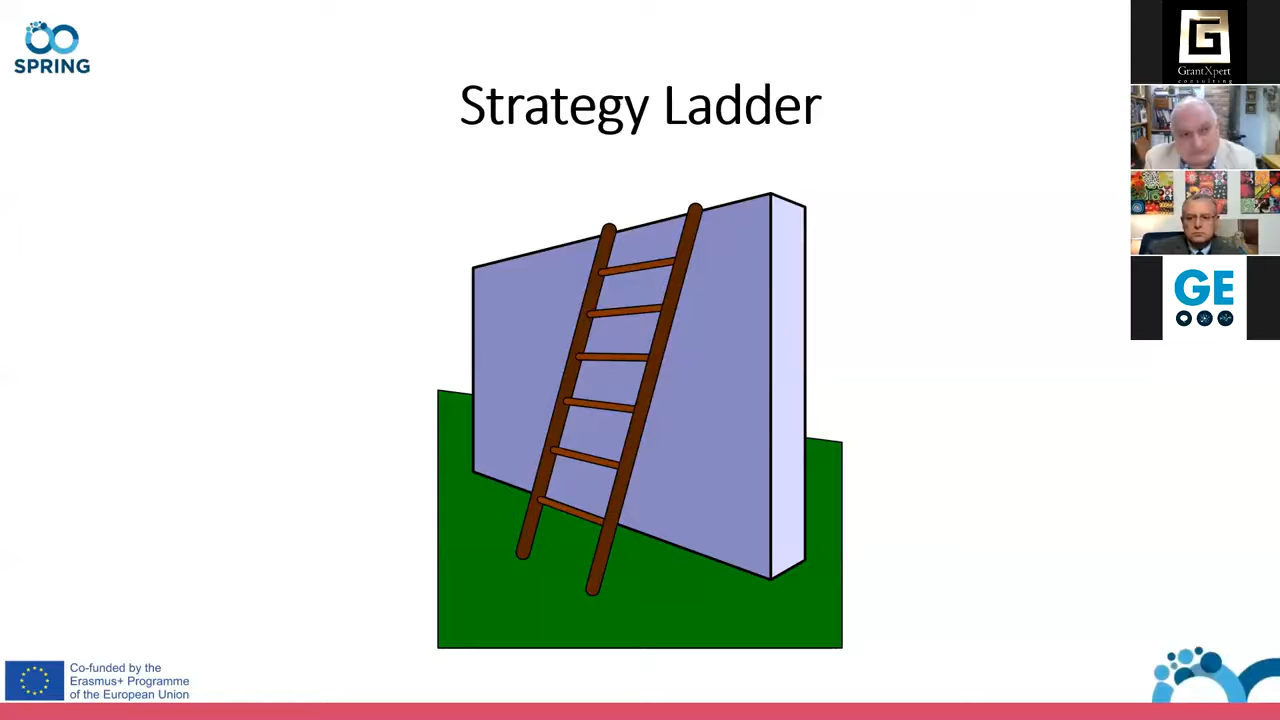 SPRING
Strategy Ladder
G
GrantXpert
consulting
GE
Co-funded by the
Erasmus+ Programme
of the European Union